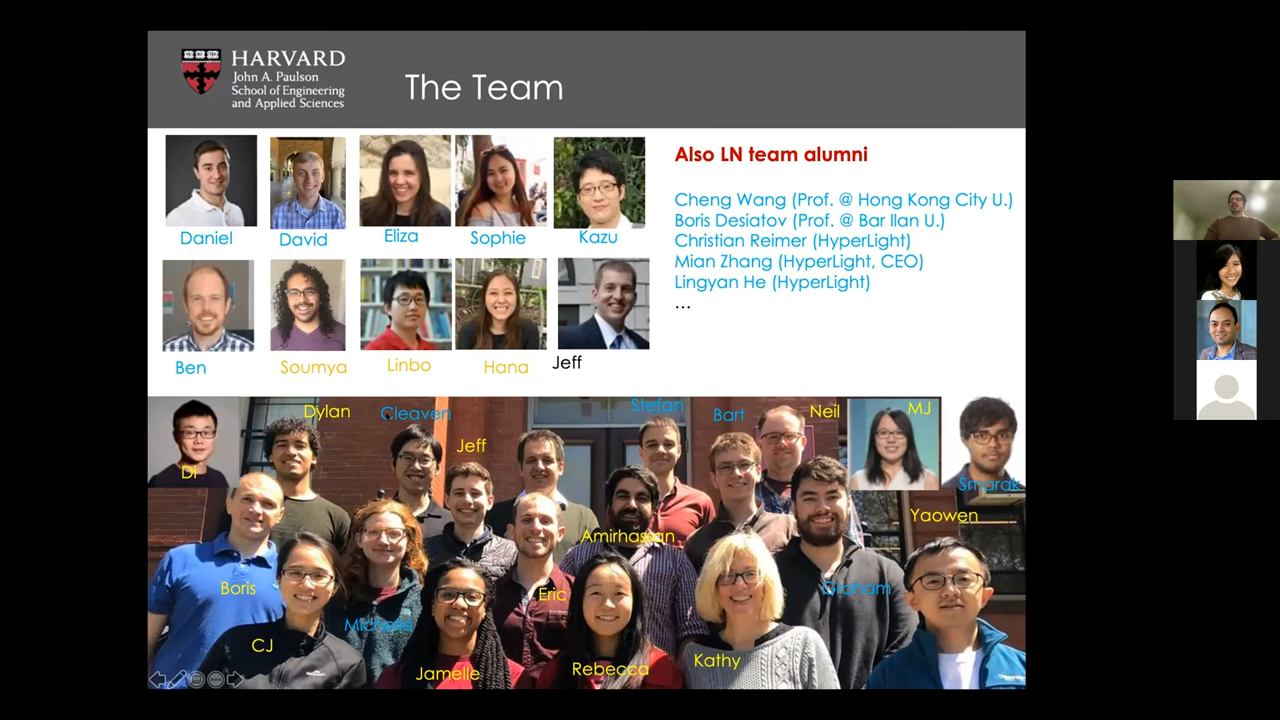 HARVARD
John A. Paulson
School of Engineering
and Applied Sciences
The Team
Daniel
David
Eliza
Sophie
Kazu
Also LN team alumni
Cheng Wang (Prof. @ Hong Kong City U.)
Boris Desiatov (Prof. @ Bar Ilan U.)
Christian Reimer (HyperLight)
Mian Zhang (HyperLight, CEO)
Lingyan He (HyperLight)
...
Ben
Soumya
Linbo
Hana
Jeff
Di
Dylan
Cleaven
Jeff
Stefan
Bart
Neil
MJ
Smarak
Yaowen
Amirhassan
Boris
Eric
Graham
Michelle
CJ
Jamelle
Rebecca
Kathy